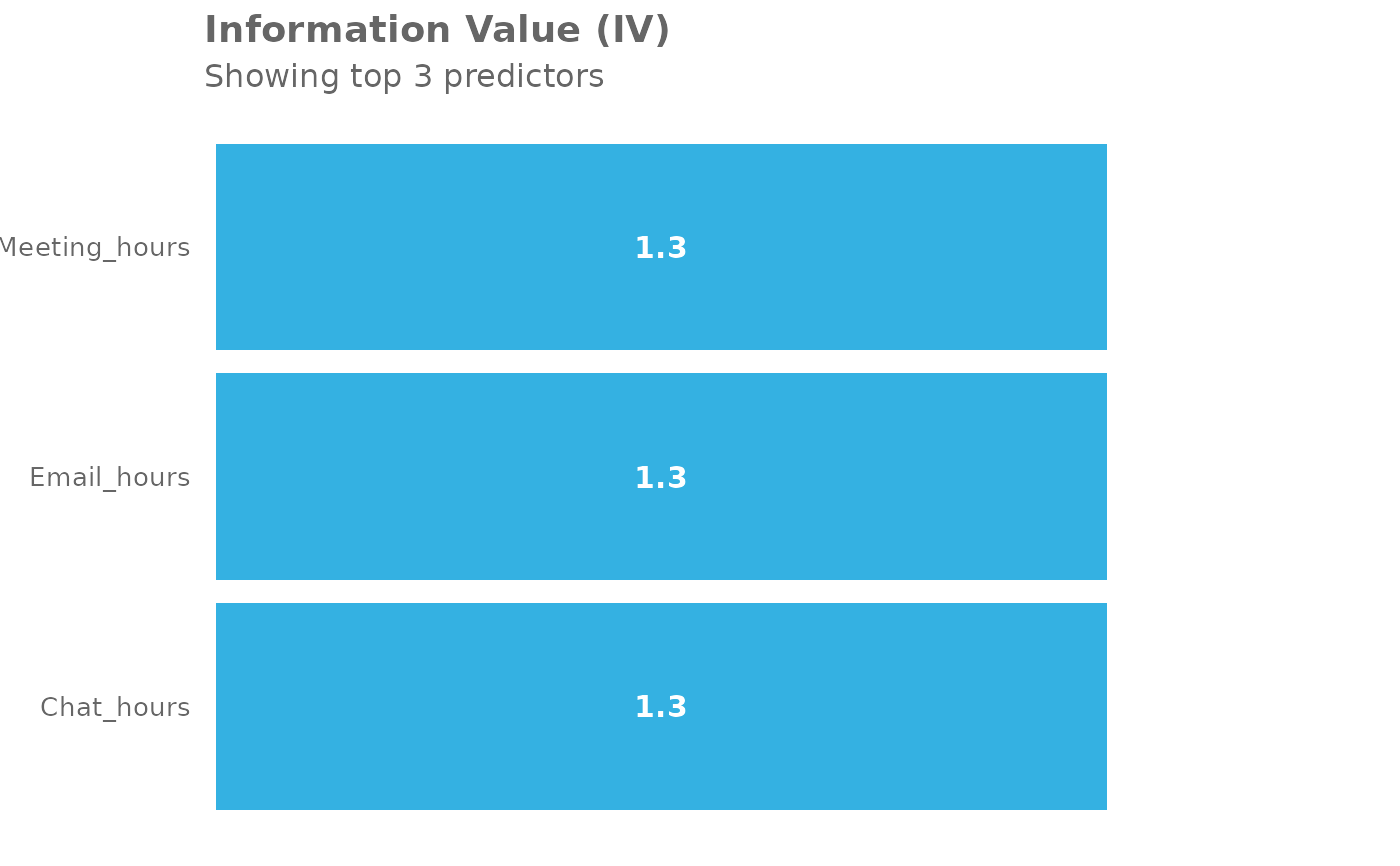 Information Value (IV)
Showing top 3 predictors
Meeting_hours
1.3
Email_hours
1.3
Chat_hours
1.3